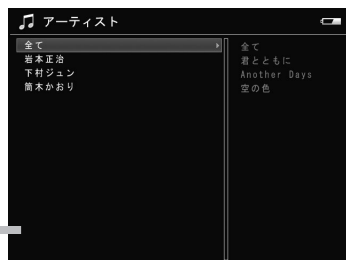 アーティスト
全て
岩本正治
下村ジュン
筒木かおり
全て
君とともに
Another Days
空の色